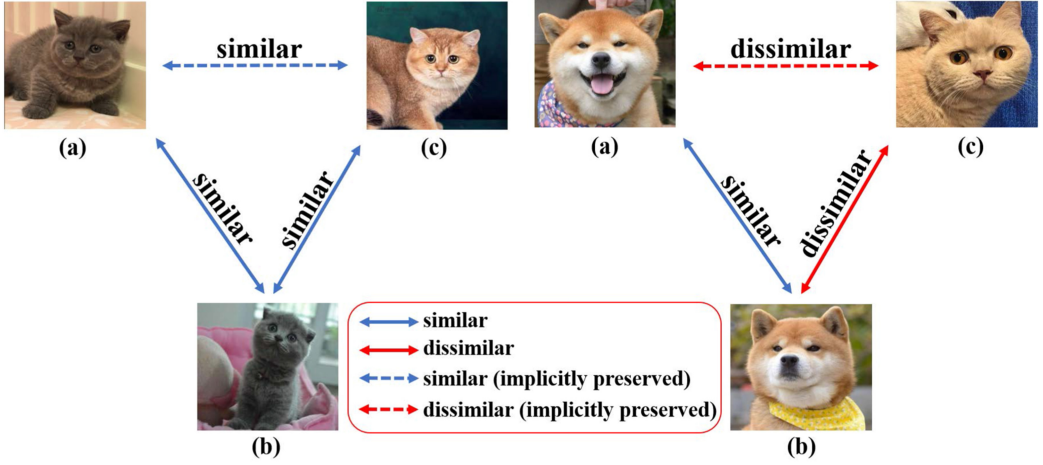 similar
dissimilar
(a)
(c)
(a)
(c)
similar
similar
similar
dissimilar
similar
dissimilar
similar (implicitly preserved)
dissimilar (implicitly preserved)
(b)
(b)